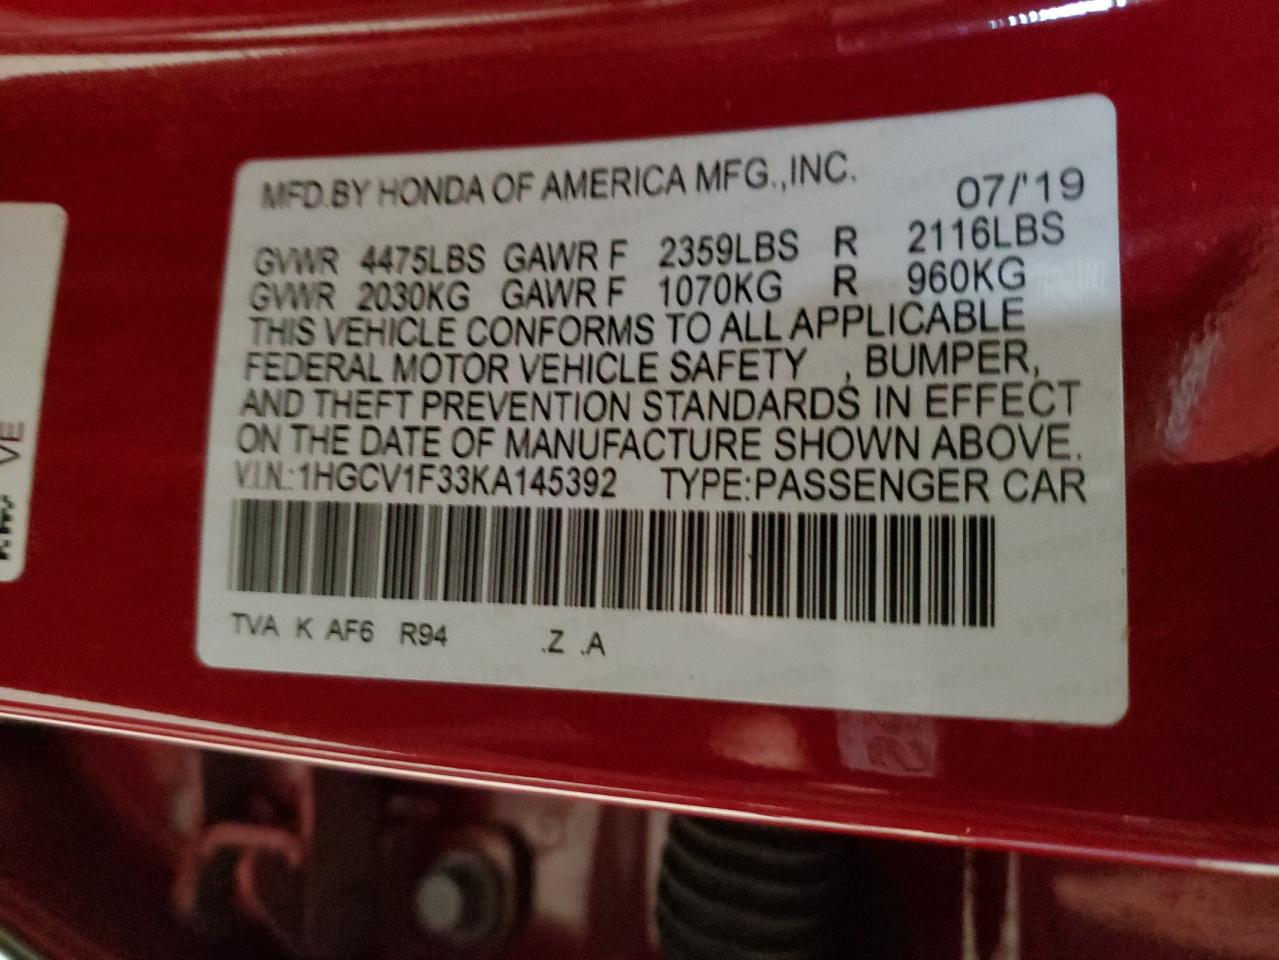 MFD.BY HONDA OF AMERICA MFG.,INC.
07/'19
GVWR 4475LBS GAWR F 2359LBS R 2116LBS
GVWR 2030KG GAWR F 1070KG R 960KG
THIS VEHICLE CONFORMS TO ALL APPLICABLE
FEDERAL MOTOR VEHICLE SAFETY , BUMPER,
AND THEFT PREVENTION STANDARDS IN EFFECT
ON THE DATE OF MANUFACTURE SHOWN ABOVE.
V.I.N.:1HGCV1F33KA145392 TYPE:PASSENGER CAR
TVA K AF6 R94 .Z .A
VE